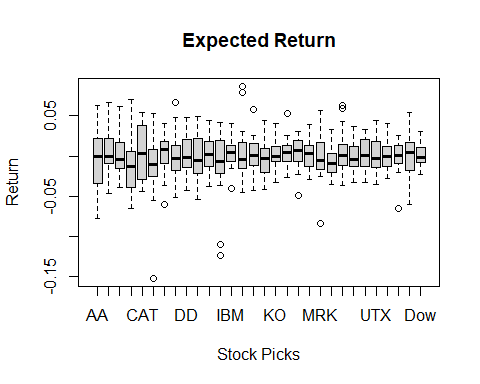 Expected Return
Return
0.05
-0.05
-0.15
AA CAT DD IBM KO MRK UTX Dow
Stock Picks